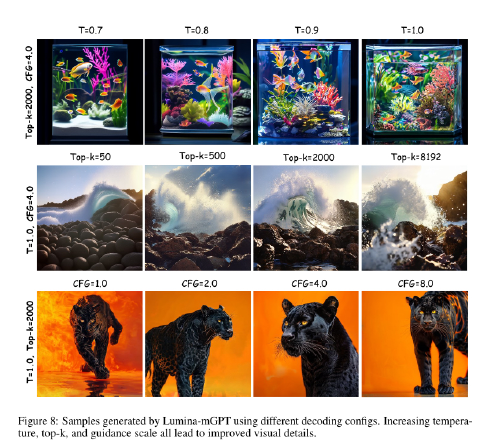 T=0.7 T=0.8 T=0.9 T=1.0
Top-k=2000, CFG=4.0
Top-k=50 Top-k=500 Top-k=2000 Top-k=8192
T=1.0, CFG=4.0
CFG=1.0 CFG=2.0 CFG=4.0 CFG=8.0
T=1.0, Top-k=2000
Figure 8: Samples generated by Lumina-mGPT using different decoding configs. Increasing tempera-
ture, top-k, and guidance scale all lead to improved visual details.